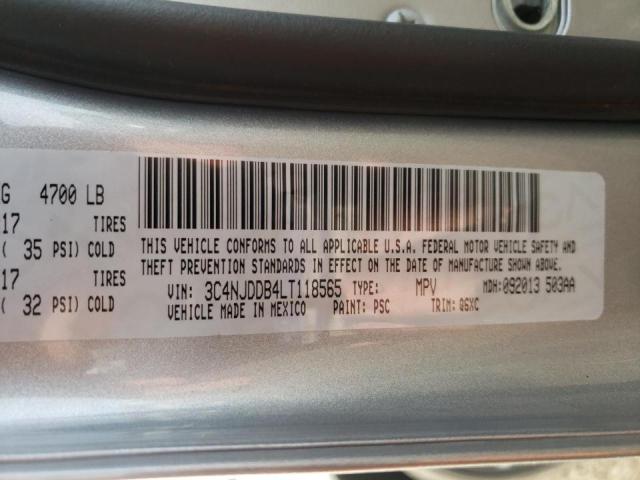 G 4700 LB
17 TIRES
( 35 PSI) COLD
17 TIRES
( 32 PSI) COLD
THIS VEHICLE CONFORMS TO ALL APPLICABLE U.S.A. FEDERAL MOTOR VEHICLE SAFETY AND
THEFT PREVENTION STANDARDS IN EFFECT ON THE DATE OF MANUFACTURE SHOWN ABOVE.
VIN: 3C4NJDDB4LT118565 TYPE: MPV MDH:092013 503AA
VEHICLE MADE IN MEXICO PAINT: PSC TRIM: Q6XC